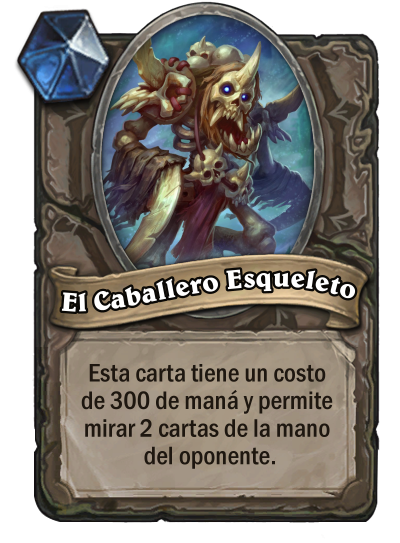 El Caballero Esqueleto
Esta carta tiene un costo
de 300 de maná y permite
mirar 2 cartas de la mano
del oponente.